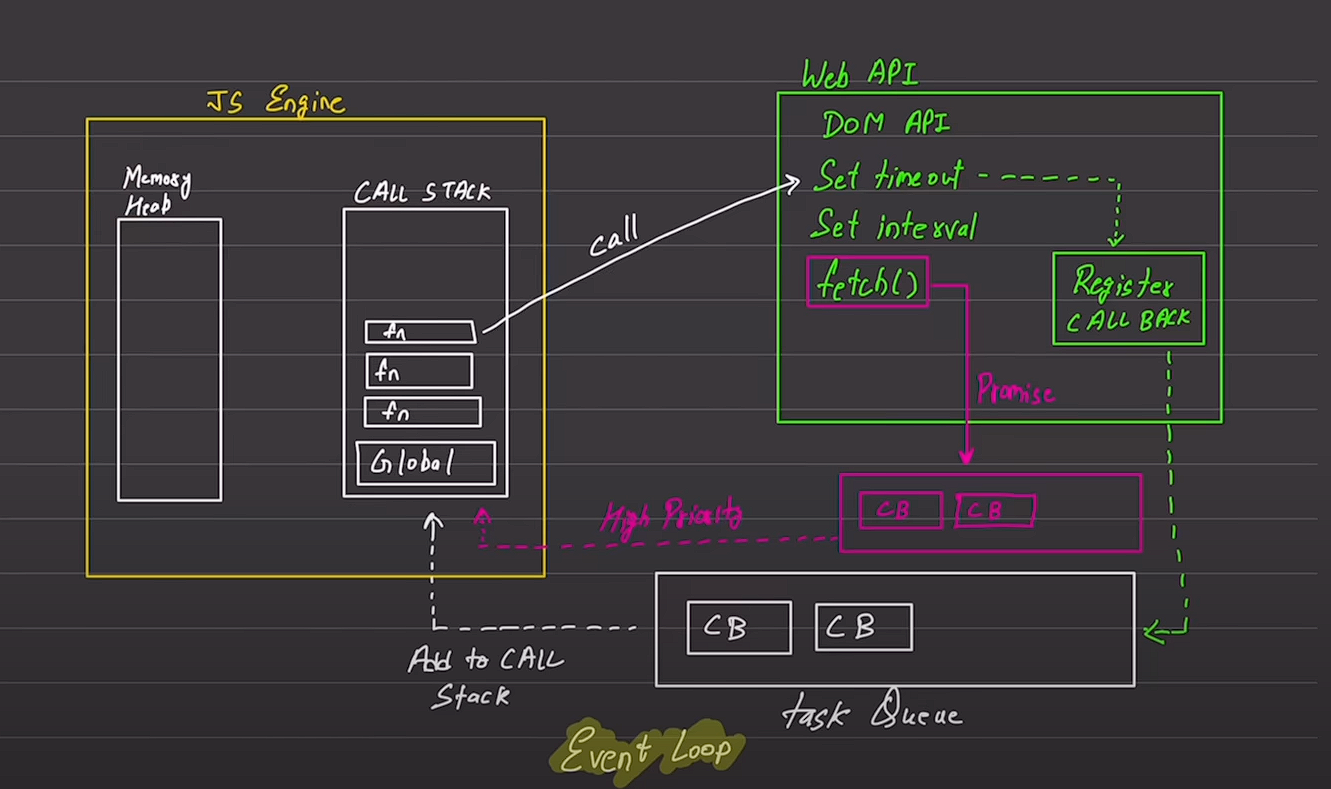 JS Engine
Memory
Heap
CALL STACK
fn
fn
fn
Global
call
Web API
DOM API
Set timeout
Set interval
fetch()
Register
CALL BACK
Promise
High Priority
CB CB
CB CB
Add to CALL
Stack
task Queue
Event Loop